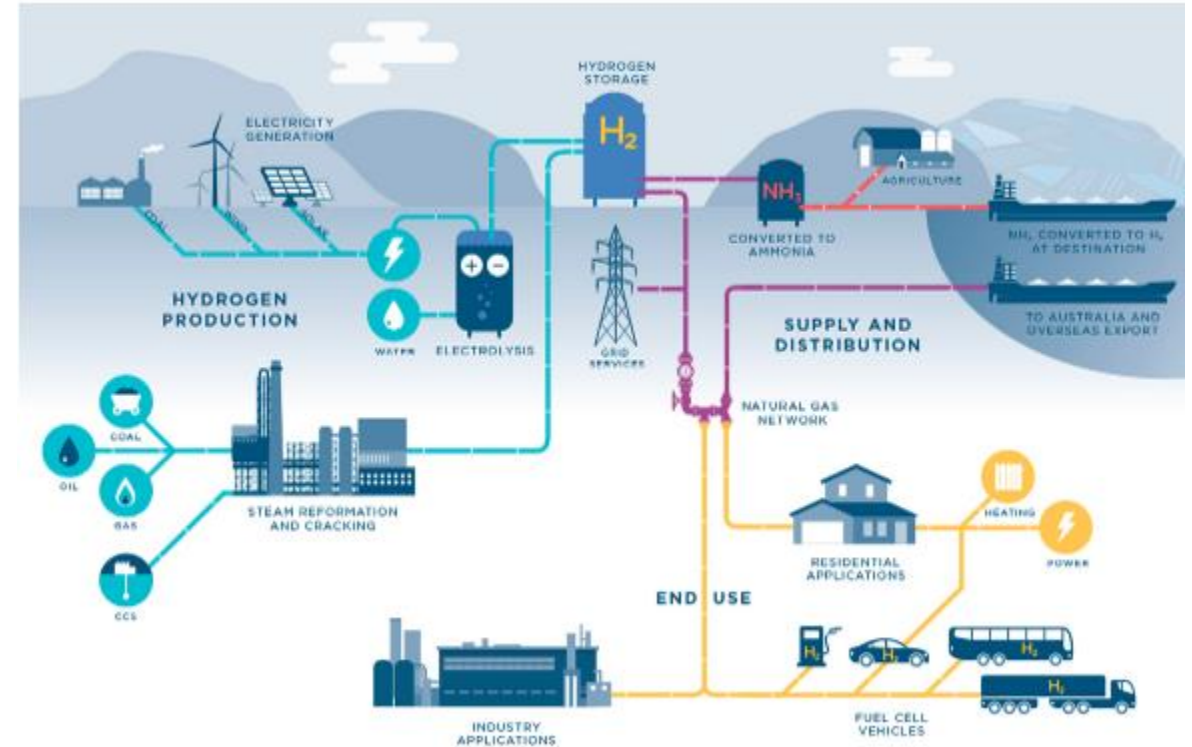 HYDROGEN
STORAGE
H₂
ELECTRICITY
GENERATION
COAL
WIND
SOLAR
HYDROGEN
PRODUCTION
WATER
+ −
ELECTROLYSIS
GRID
SERVICES
NH₃
CONVERTED TO
AMMONIA
AGRICULTURE
NH₃ CONVERTED TO H₂
AT DESTINATION
TO AUSTRALIA AND
OVERSEAS EXPORT
SUPPLY AND
DISTRIBUTION
NATURAL GAS
NETWORK
COAL
OIL
GAS
CCS
STEAM REFORMATION
AND CRACKING
RESIDENTIAL
APPLICATIONS
HEATING
POWER
END USE
INDUSTRY
APPLICATIONS
H₂
H₂
H₂
H₂
FUEL CELL
VEHICLES